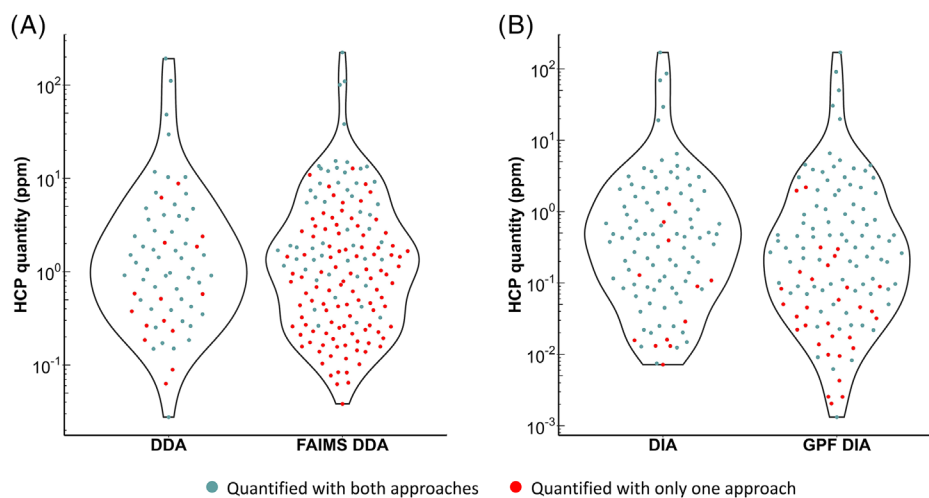 (A)
HCP quantity (ppm)
10²
10¹
10⁰
10⁻¹
DDA
FAIMS DDA
(B)
HCP quantity (ppm)
10²
10¹
10⁰
10⁻¹
10⁻²
10⁻³
DIA
GPF DIA
Quantified with both approaches
Quantified with only one approach